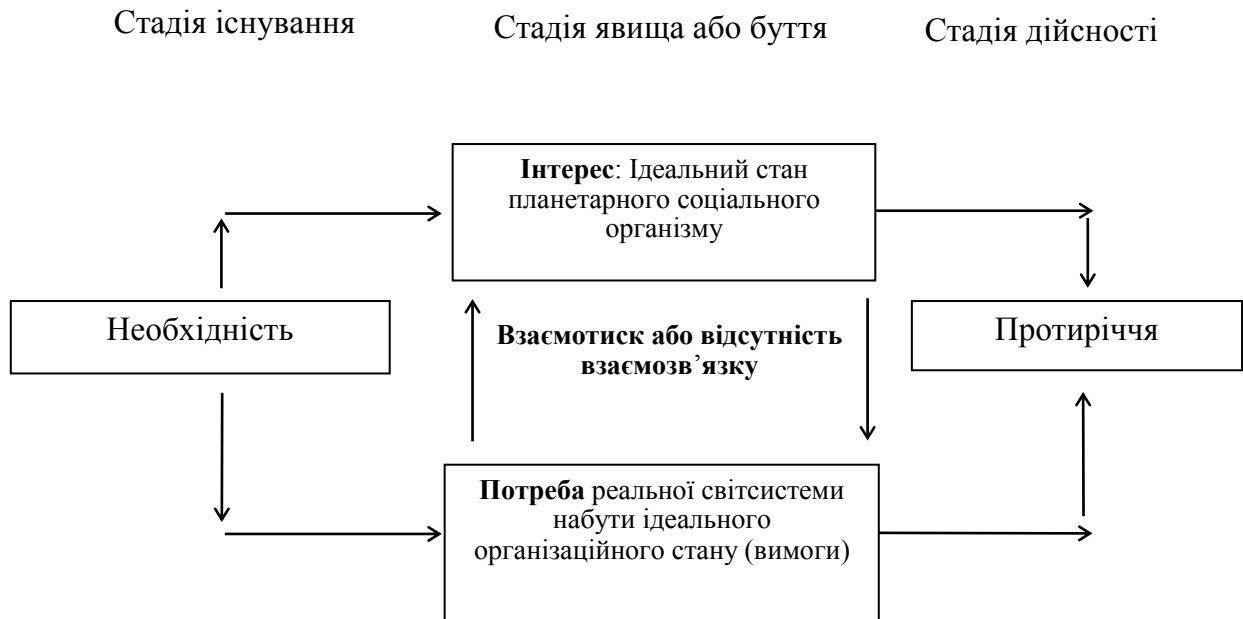 Стадія існування
Стадія явища або буття
Стадія дійсності
Інтерес: Ідеальний стан
планетарного соціального
організму
Необхідність
Взаємотиск або відсутність
взаємозв’язку
Протиріччя
Потреба реальної світсистеми
набути ідеального
організаційного стану (вимоги)